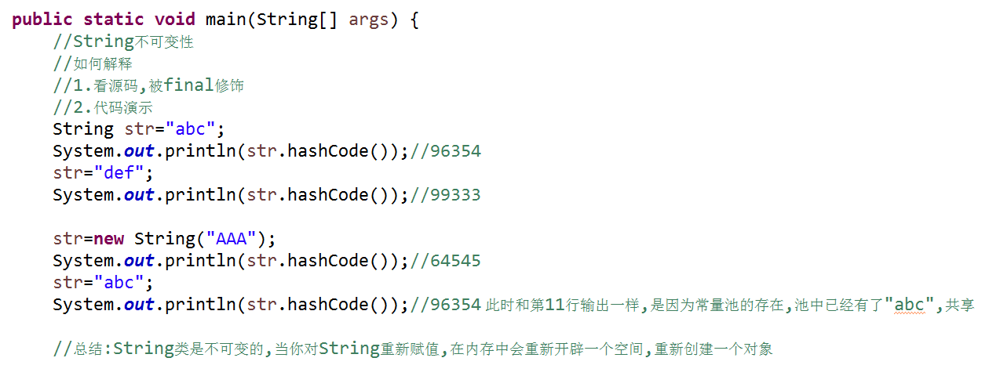 public static void main(String[] args) {
//String不可变性
//如何解释
//1.看源码,被final修饰
//2.代码演示
String str="abc";
System.out.println(str.hashCode());//96354
str="def";
System.out.println(str.hashCode());//99333
str=new String("AAA");
System.out.println(str.hashCode());//64545
str="abc";
System.out.println(str.hashCode());//96354 此时和第11行输出一样,是因为常量池的存在,池中已经有了"abc",共享
//总结:String类是不可变的,当你对String重新赋值,在内存中会重新开辟一个空间,重新创建一个对象